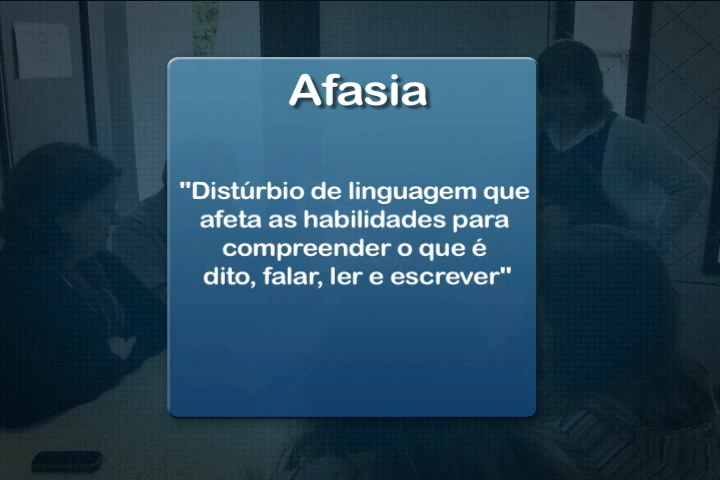 Afasia
"Distúrbio de linguagem que
afeta as habilidades para
compreender o que é
dito, falar, ler e escrever"